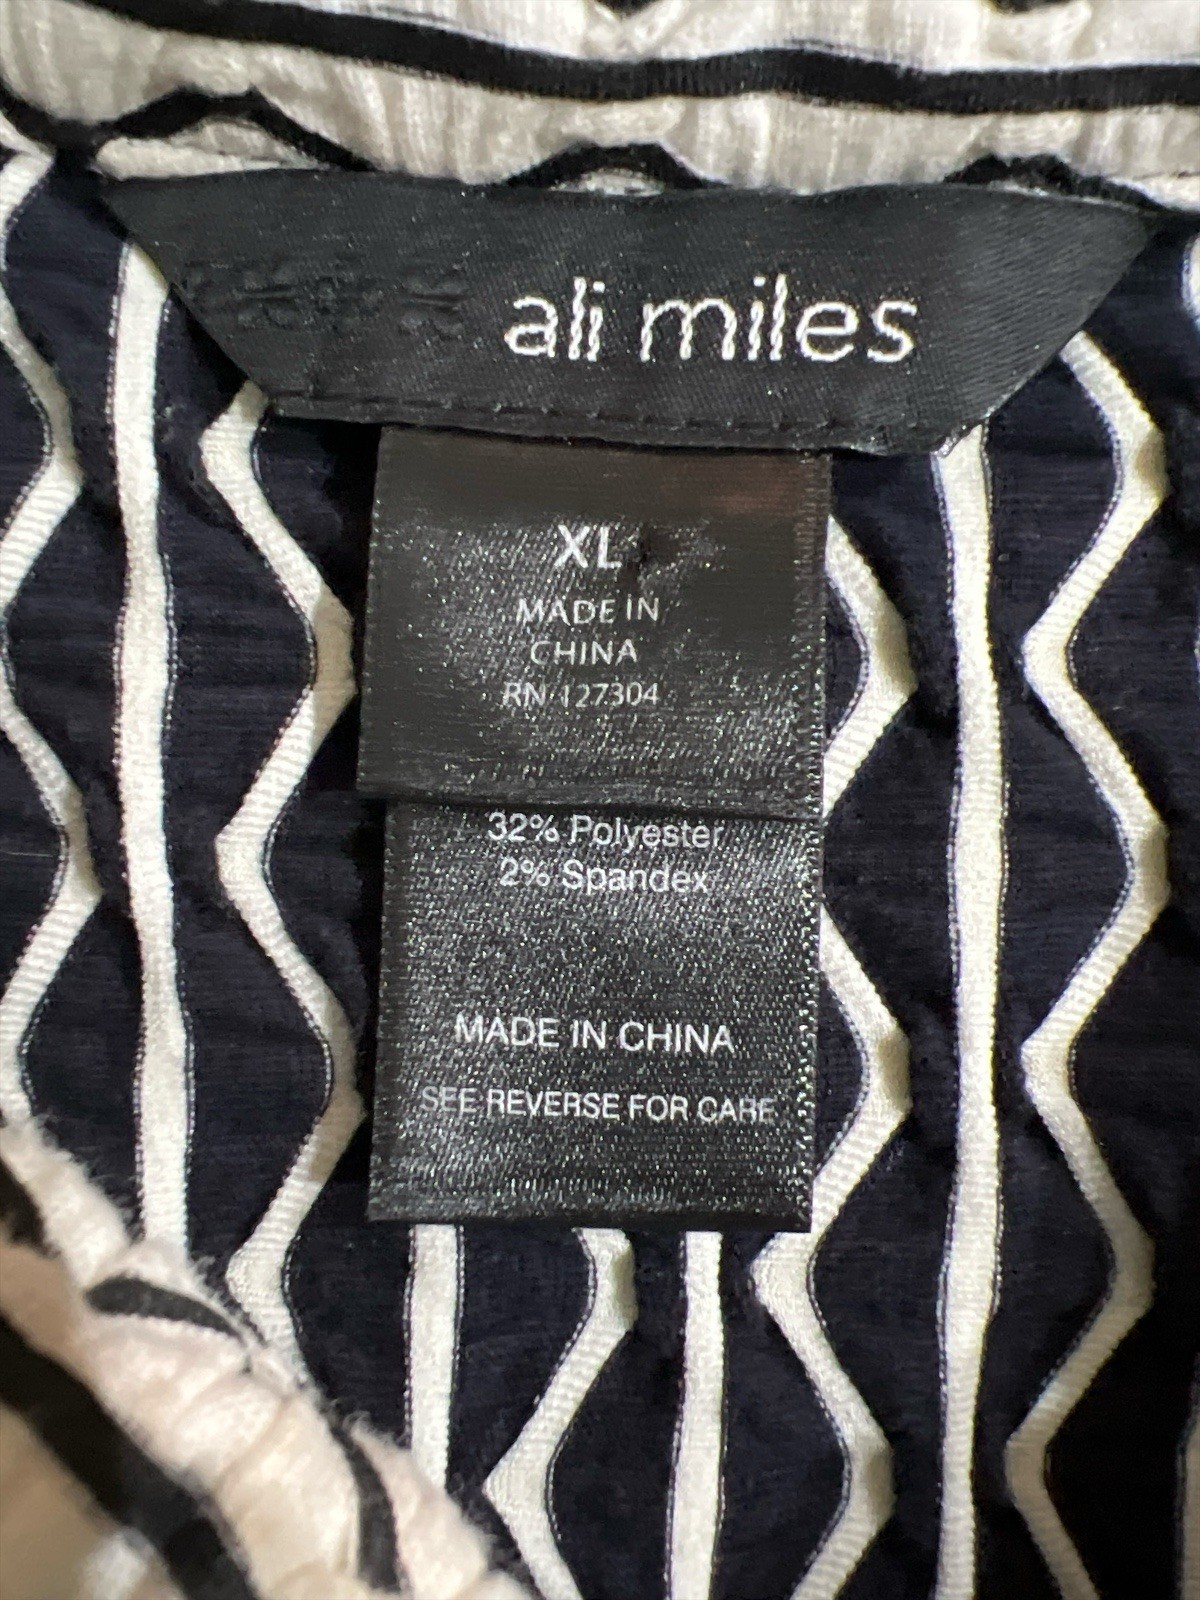 ali miles
XL
MADE IN
CHINA
RN 127304
32% Polyester
2% Spandex
MADE IN CHINA
SEE REVERSE FOR CARE